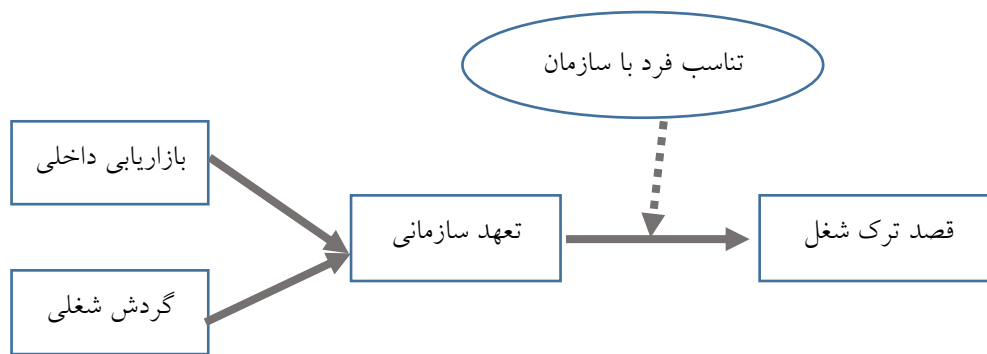 تناسب فرد با سازمان
بازاریابی داخلی
تعهد سازمانی
قصد ترک شغل
گردش شغلی